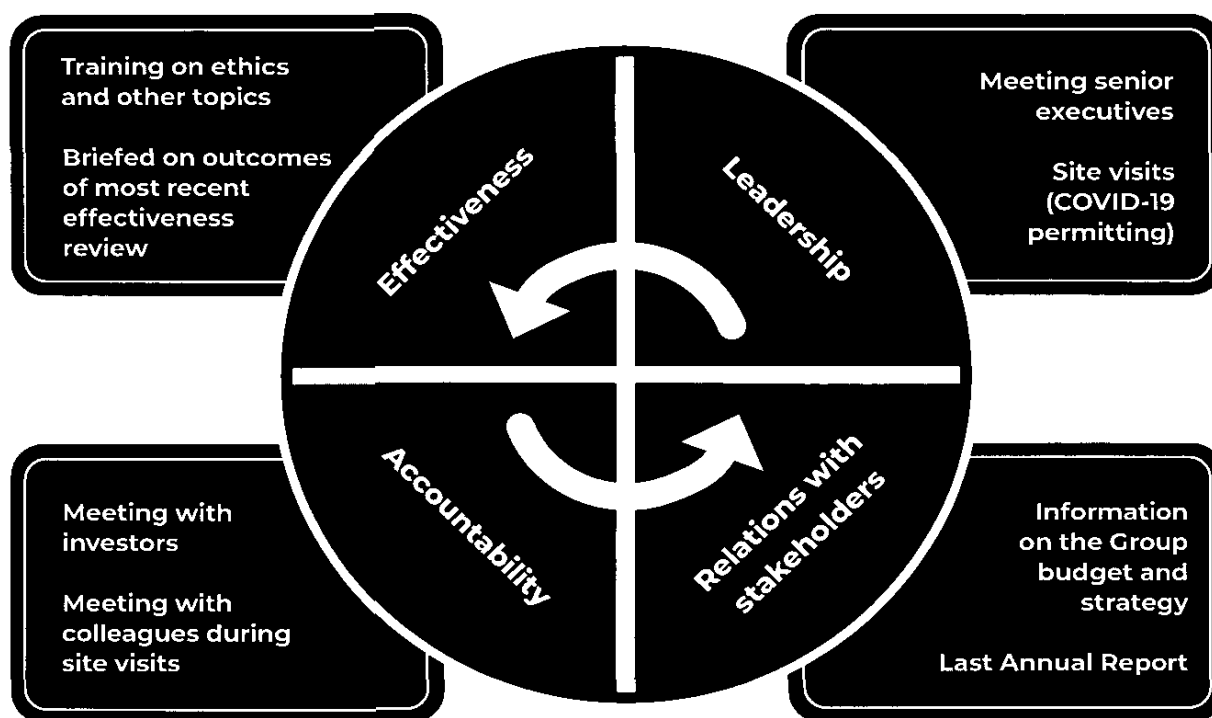 Training on ethics
and other topics
Briefed on outcomes
of most recent
effectiveness
review
Effectiveness
Leadership
Meeting senior
executives
Site visits
(COVID-19
permitting)
Meeting with
investors
Meeting with
colleagues during
site visits
Accountability
Relations with
stakeholders
Information
on the Group
budget and
strategy
Last Annual Report